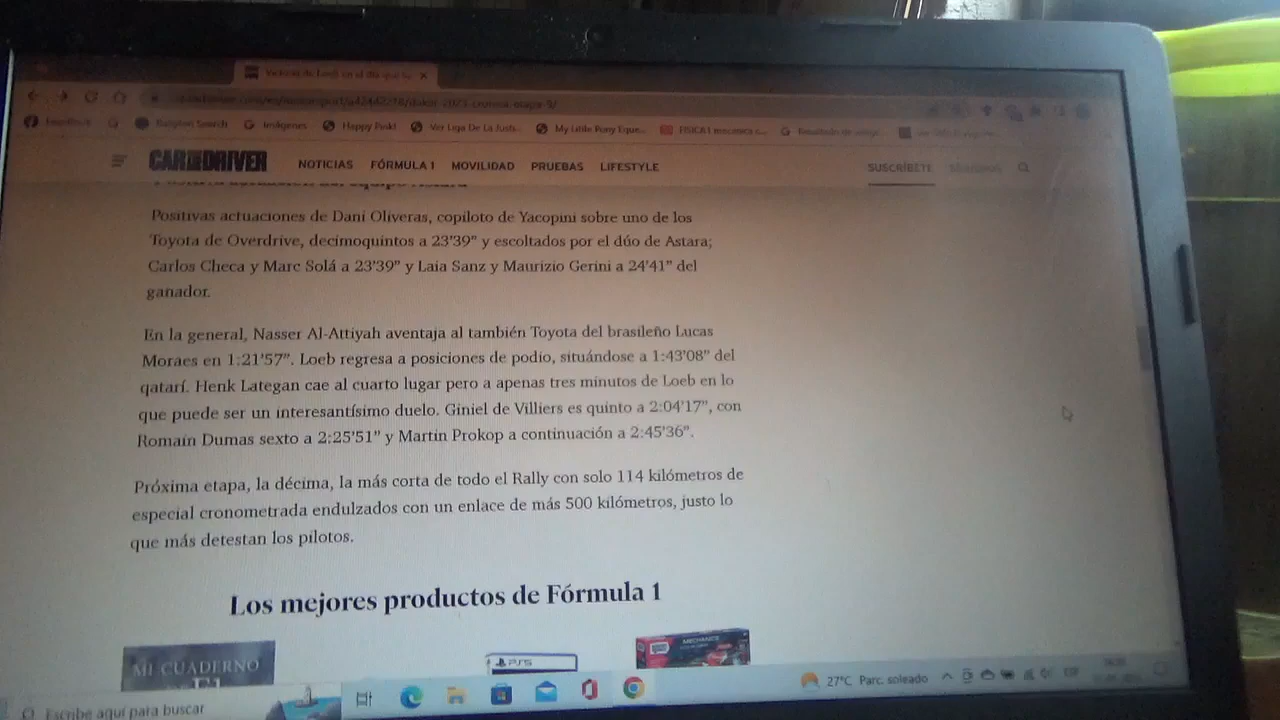 CAR AND DRIVER
NOTICIAS FÓRMULA 1 MOVILIDAD PRUEBAS LIFESTYLE SUSCRÍBETE
Positivas actuaciones de Dani Oliveras, copiloto de Yacopini sobre uno de los
Toyota de Overdrive, decimoquintos a 23'39" y escoltados por el dúo de Astara;
Carlos Checa y Marc Solá a 23'39" y Laia Sanz y Maurizio Gerini a 24'41" del
ganador.
En la general, Nasser Al-Attiyah aventaja al también Toyota del brasileño Lucas
Moraes en 1:21'57". Loeb regresa a posiciones de podio, situándose a 1:43'08" del
qatarí. Henk Lategan cae al cuarto lugar pero a apenas tres minutos de Loeb en lo
que puede ser un interesantísimo duelo. Giniel de Villiers es quinto a 2:04'17", con
Romain Dumas sexto a 2:25'51" y Martin Prokop a continuación a 2:45'36".
Próxima etapa, la décima, la más corta de todo el Rally con solo 114 kilómetros de
especial cronometrada endulzados con un enlace de más 500 kilómetros, justo lo
que más detestan los pilotos.
Los mejores productos de Fórmula 1
MI CUADERNO
PS5
MECHANICS
Escribe aquí para buscar
27°C Parc. soleado